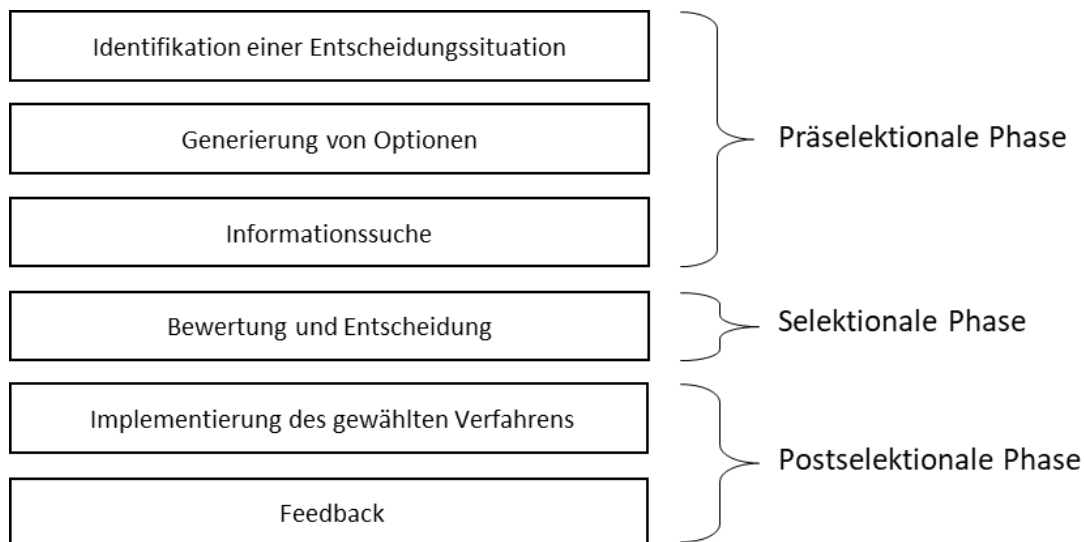 Identifikation einer Entscheidungssituation
Generierung von Optionen
Informationssuche
Präselektionale Phase
Bewertung und Entscheidung
Selektionale Phase
Implementierung des gewählten Verfahrens
Feedback
Postselektionale Phase